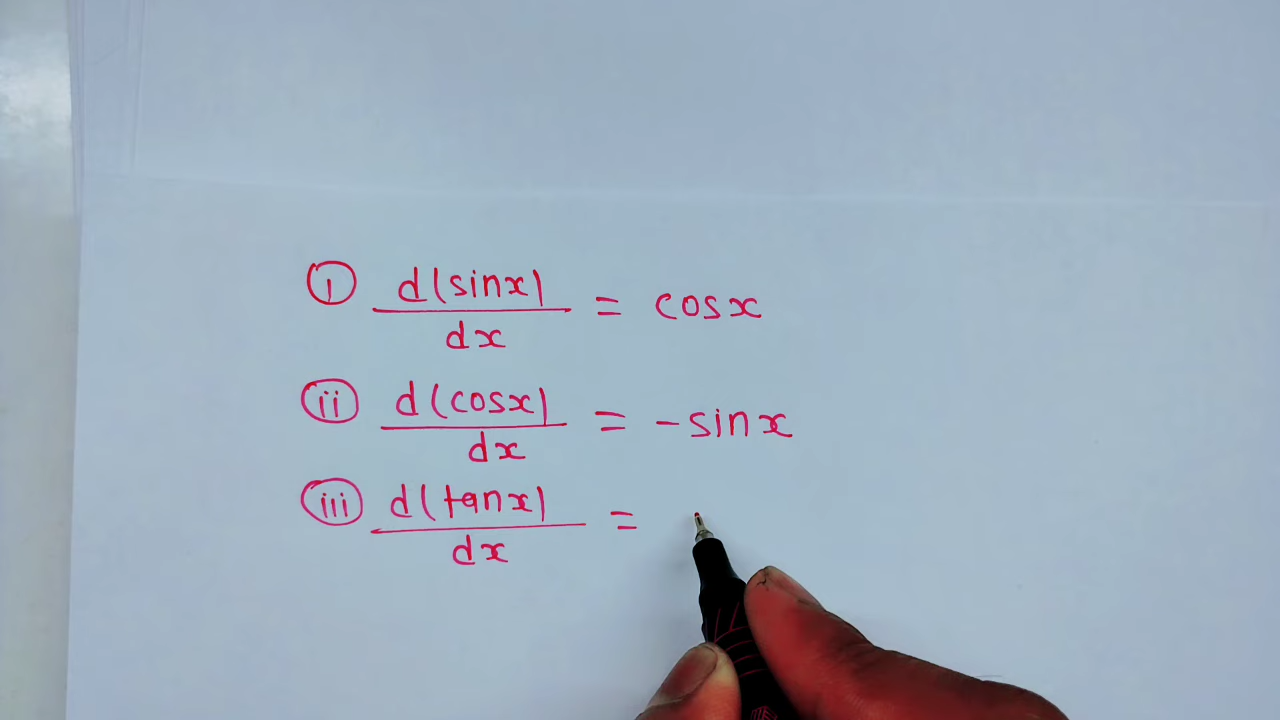 i d(sinx)/dx = cosx
ii d(cosx)/dx = -sinx
iii d(tanx)/dx =